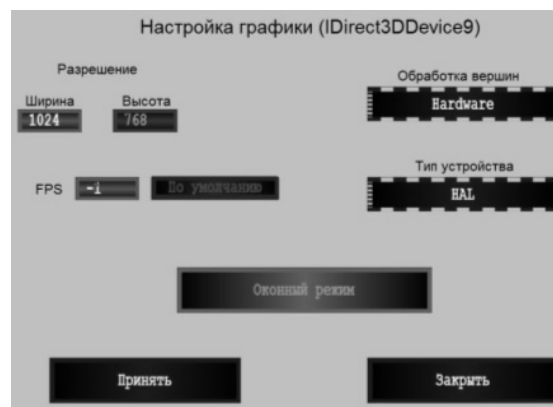 Настройка графики (IDirect3DDevice9)
Разрешение
Ширина Высота
1024 768
FPS -1 По умолчанию
Обработка вершин
Hardware
Тип устройства
HAL
Оконный режим
Принять Закрыть